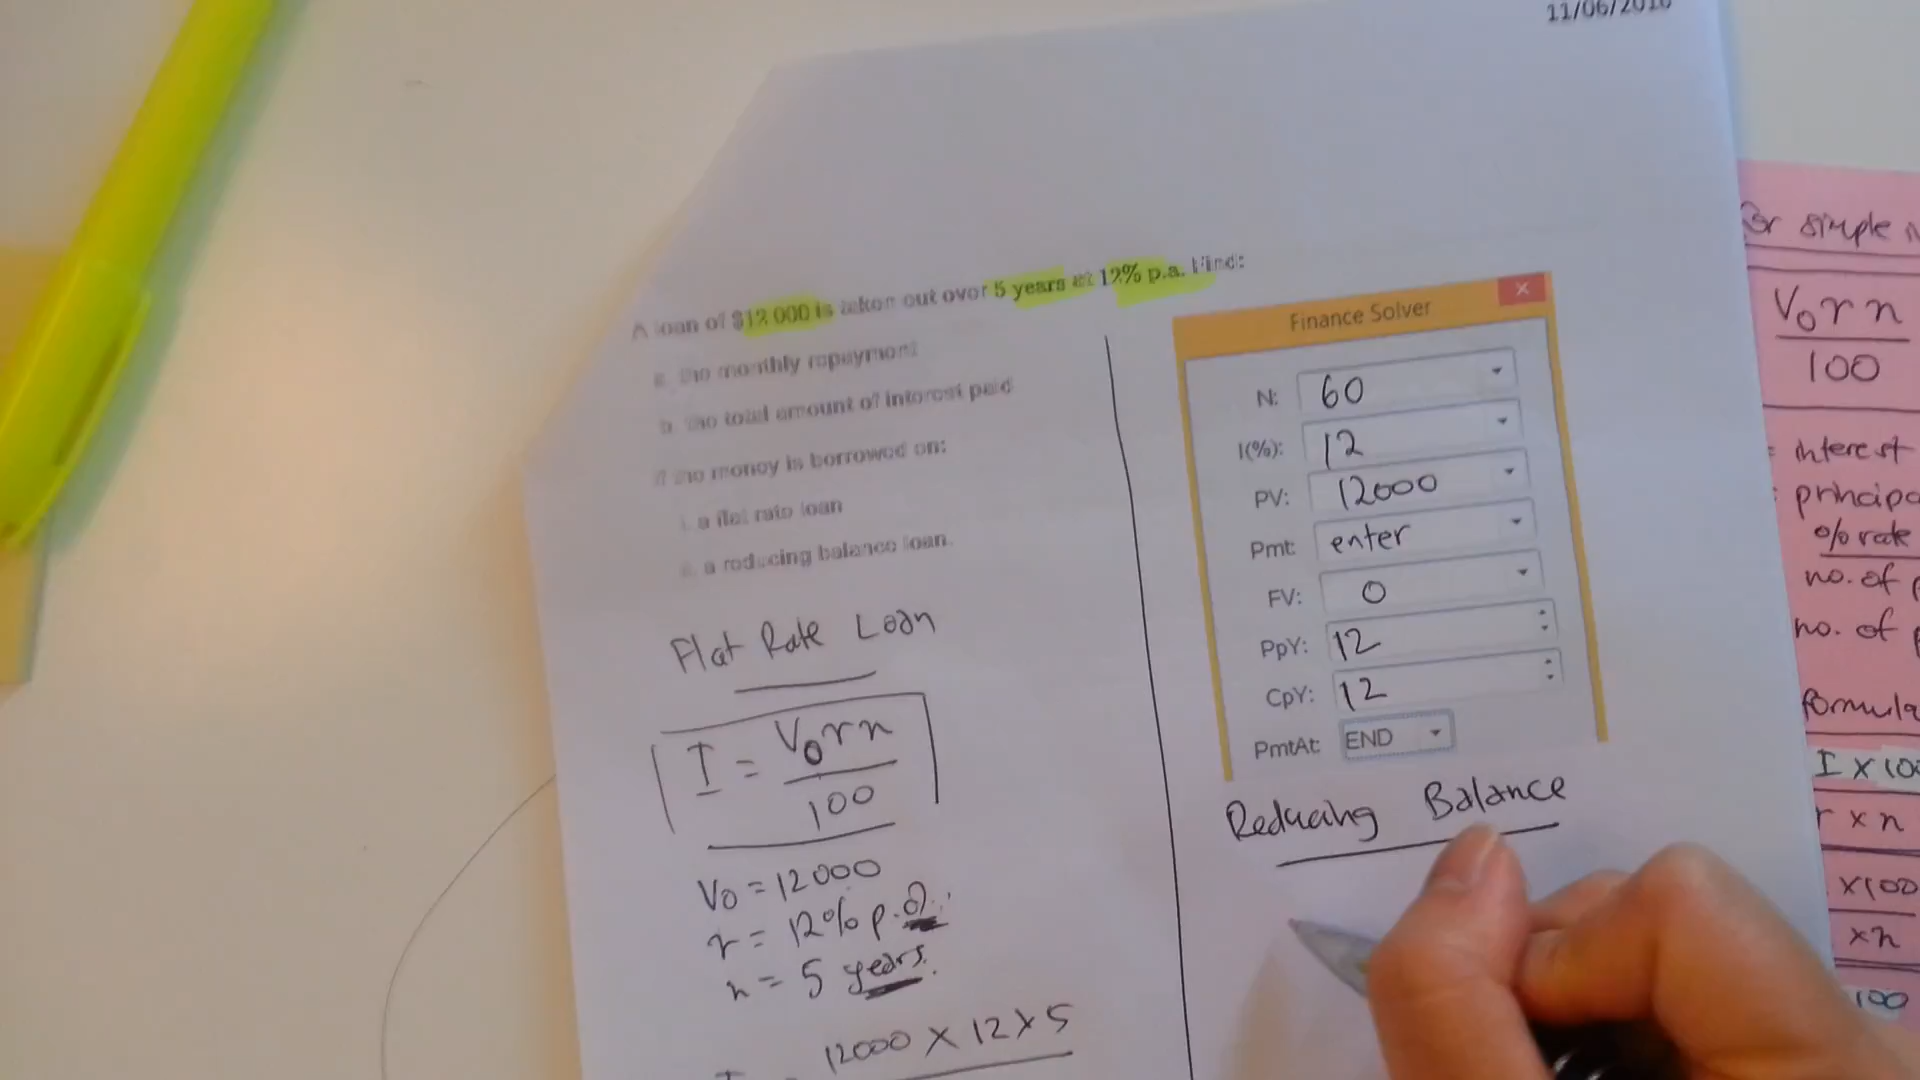 11/06/2016
A loan of $12 000 is taken out over 5 years at 12% p.a. Find:
a. the monthly repayment
b. the total amount of interest paid
if the money is borrowed on:
i. a flat rate loan
ii. a reducing balance loan.
Flat Rate Loan
I = V₀rn
100
V₀ = 12000
r = 12% p.a.
n = 5 years.
12000 × 12 × 5
Finance Solver
N: 60
I(%): 12
PV: 12000
Pmt: enter
FV: 0
PpY: 12
CpY: 12
PmtAt: END
Reducing Balance
for simple
V₀rn
100
= interest
: principa
% rate
no. of
no. of
formula
I × 100
r × n
× 100
× n
100